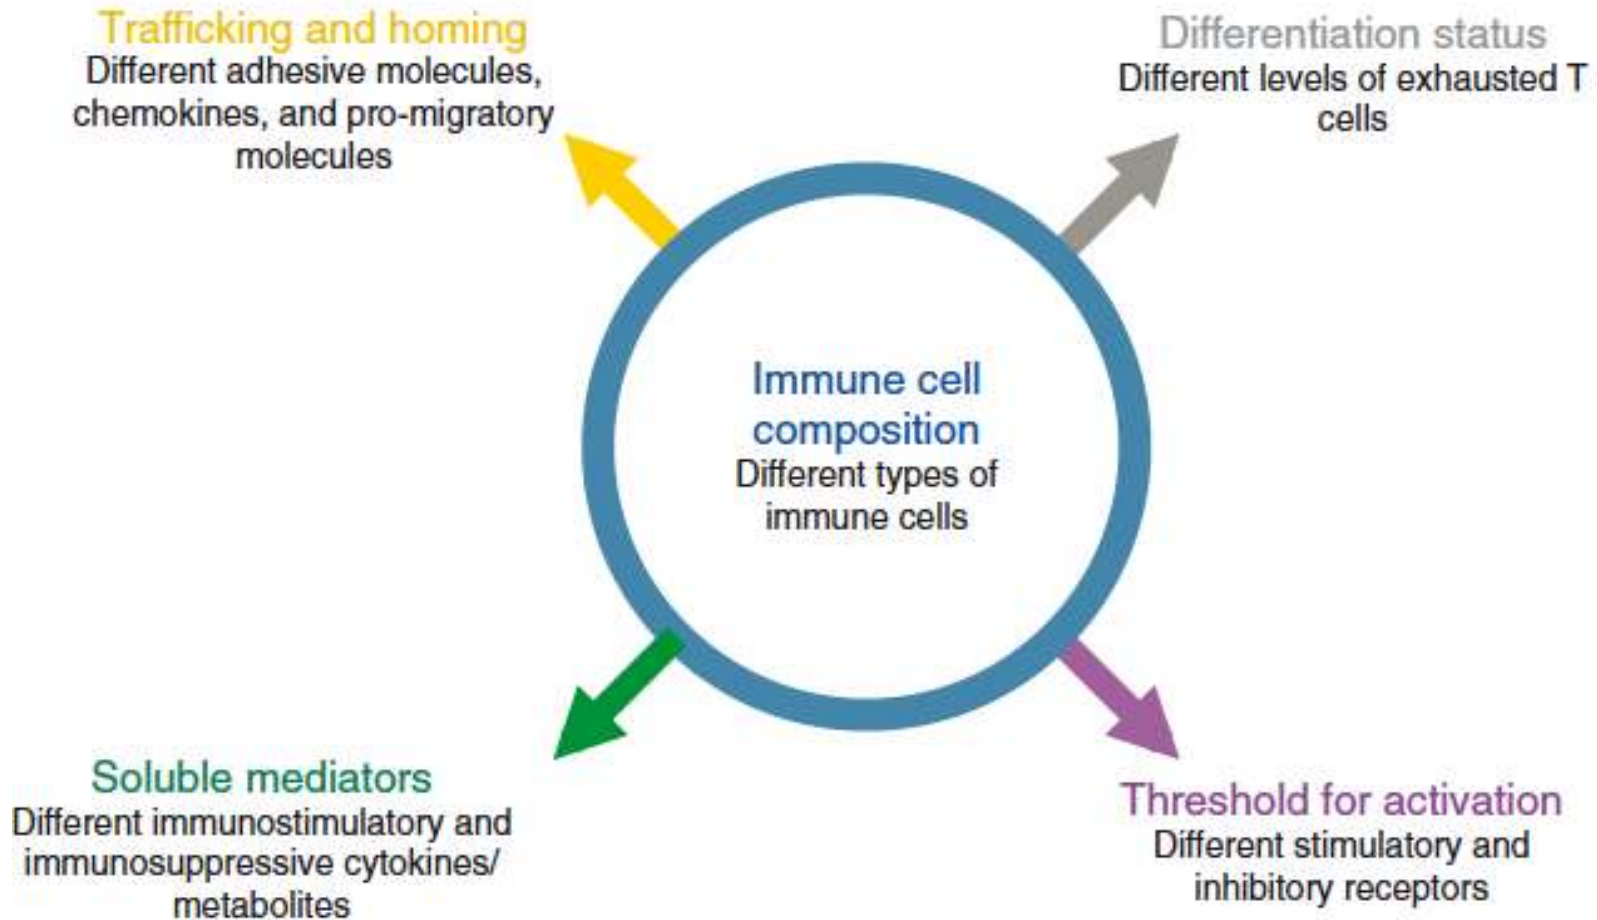 Trafficking and homing
Different adhesive molecules,
chemokines, and pro-migratory
molecules
Differentiation status
Different levels of exhausted T
cells
Immune cell
composition
Different types of
immune cells
Soluble mediators
Different immunostimulatory and
immunosuppressive cytokines/
metabolites
Threshold for activation
Different stimulatory and
inhibitory receptors